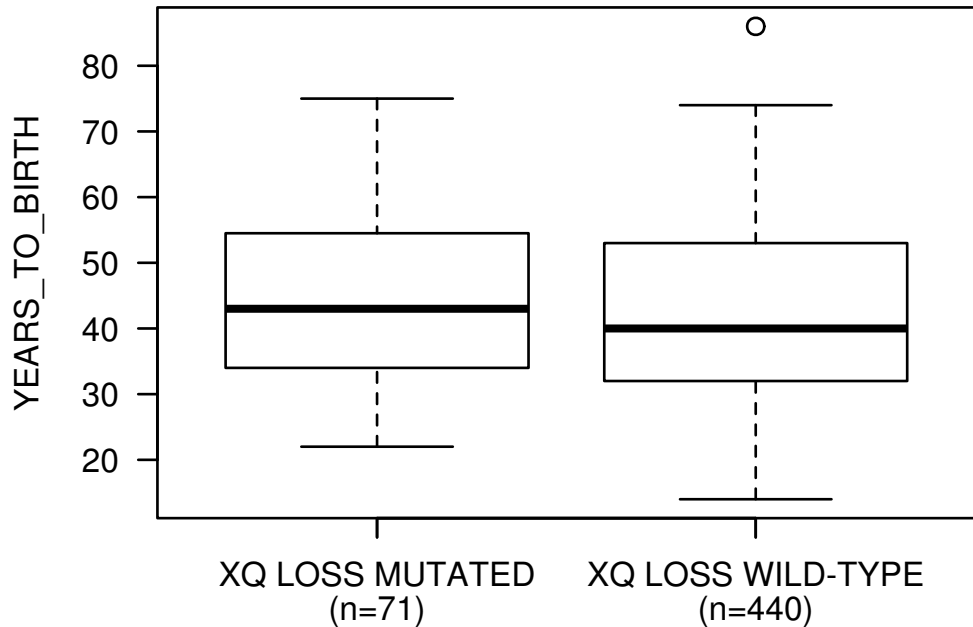 YEARS_TO_BIRTH
80
70
60
50
40
30
20
XQ LOSS MUTATED
(n=71)
XQ LOSS WILD-TYPE
(n=440)